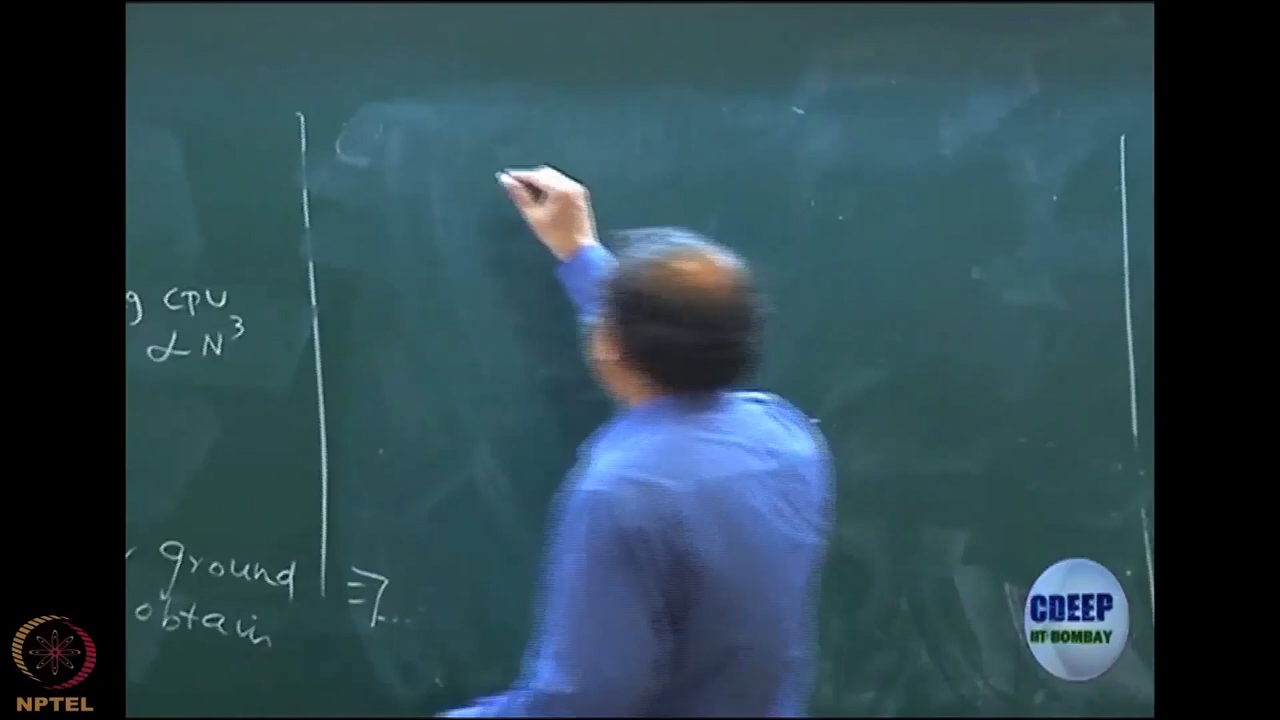 CPU
∝ N³
ground
obtain
⇒ ...
CDEEP
IIT BOMBAY
NPTEL